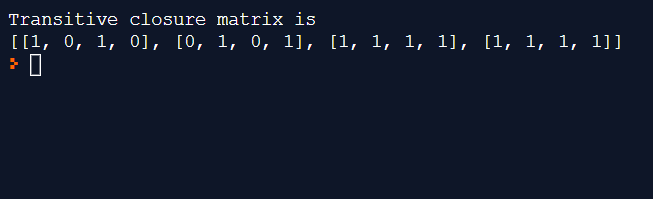 Transitive closure matrix is
[[1, 0, 1, 0], [0, 1, 0, 1], [1, 1, 1, 1], [1, 1, 1, 1]]
>